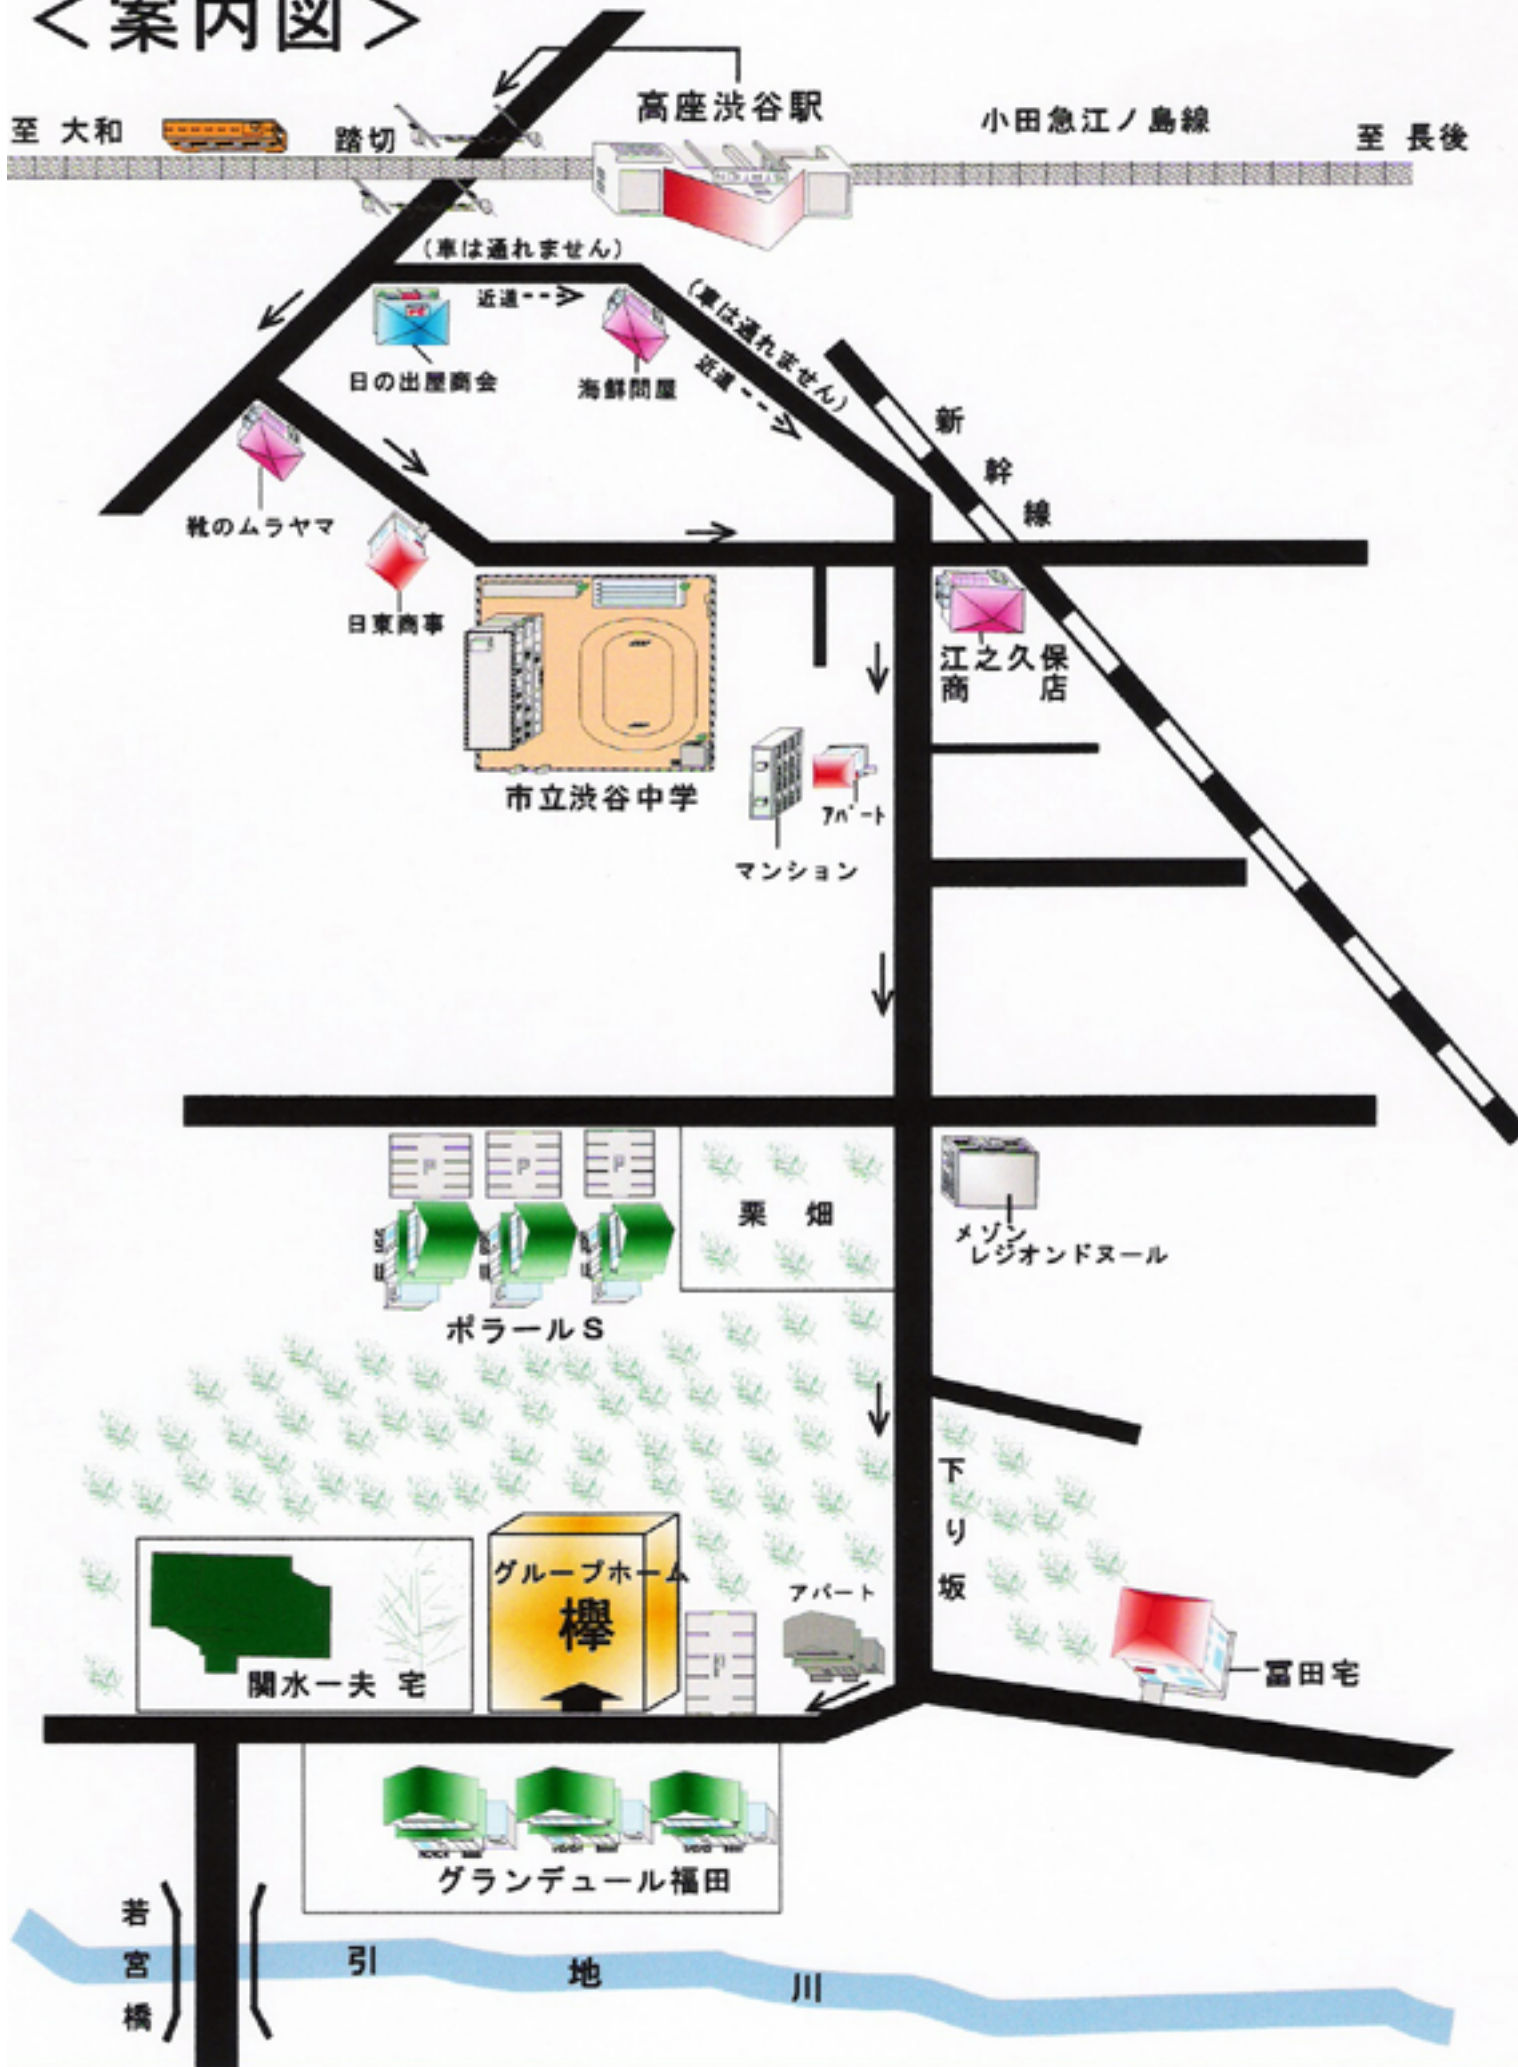 ＜案内図＞
高座渋谷駅
小田急江ノ島線
至 大和
踏切
至 長後
(車は通れません)
近道
(車は通れません)
近道
日の出屋商会
海鮮問屋
新幹線
靴のムラヤマ
日東商事
江之久保
商店
市立渋谷中学
アパート
マンション
P
P
P
栗 畑
メゾン
レジオンドヌール
ポラールS
下り坂
グループホーム
欅
アパート
P
関水一夫 宅
冨田宅
グランデュール福田
若宮橋
引地川